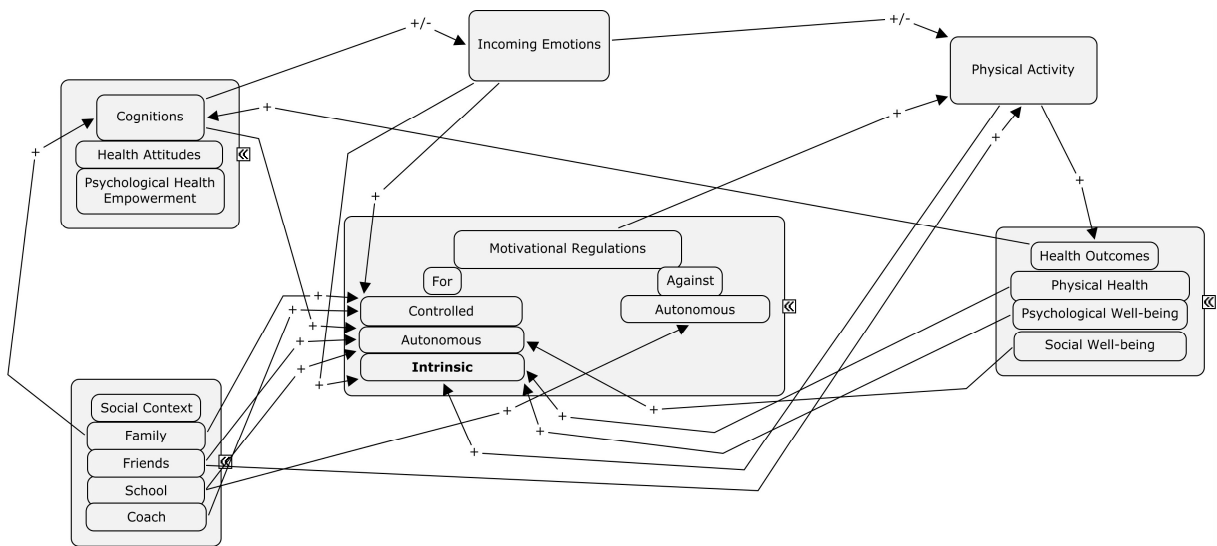 +/-
Incoming Emotions
+/-
Physical Activity
Cognitions
Health Attitudes
Psychological Health
Empowerment
+
+
+
+
+
+
Motivational Regulations
For
Against
Controlled
Autonomous
Intrinsic
Autonomous
Health Outcomes
Physical Health
Psychological Well-being
Social Well-being
+
+
+
+
+
+
+
+
+
+
+
Social Context
Family
Friends
School
Coach